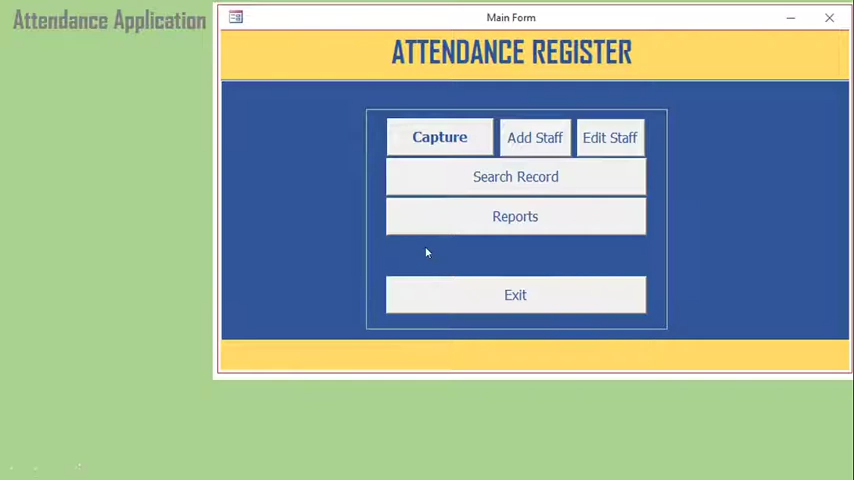 Attendance Application
Main Form
ATTENDANCE REGISTER
Capture
Add Staff
Edit Staff
Search Record
Reports
Exit